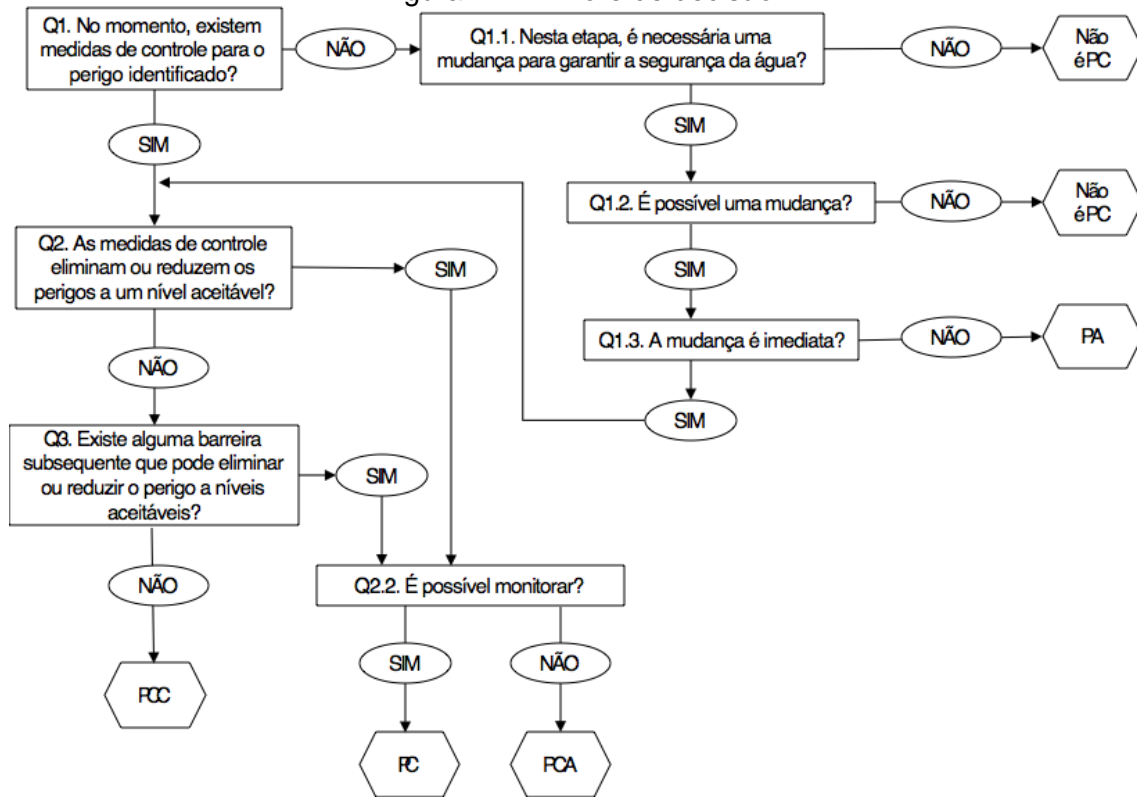 Q1. No momento, existem
medidas de controle para o
perigo identificado?
NÃO
Q1.1. Nesta etapa, é necessária uma
mudança para garantir a segurança da água?
NÃO
Não
é PC
SIM
SIM
Q1.2. É possível uma mudança?
NÃO
Não
é PC
Q2. As medidas de controle
eliminam ou reduzem os
perigos a um nível aceitável?
SIM
SIM
Q1.3. A mudança é imediata?
NÃO
PA
NÃO
SIM
Q3. Existe alguma barreira
subsequente que pode eliminar
ou reduzir o perigo a níveis
aceitáveis?
SIM
NÃO
Q2.2. É possível monitorar?
SIM
NÃO
PCC
PC
PCA